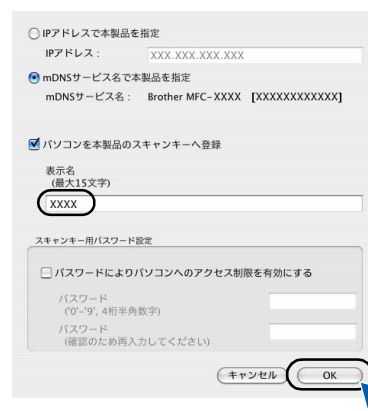 IPアドレスで本製品を指定
IPアドレス： XXX.XXX.XXX.XXX
mDNSサービス名で本製品を指定
mDNSサービス名： Brother MFC-XXXX [XXXXXXXXXXXX]
パソコンを本製品のスキャンキーへ登録
表示名
(最大15文字)
XXXX
スキャンキー用パスワード設定
パスワードによりパソコンへのアクセス制限を有効にする
パスワード
('0'-'9', 4桁半角数字)
パスワード
(確認のため再入力してください)
キャンセル OK